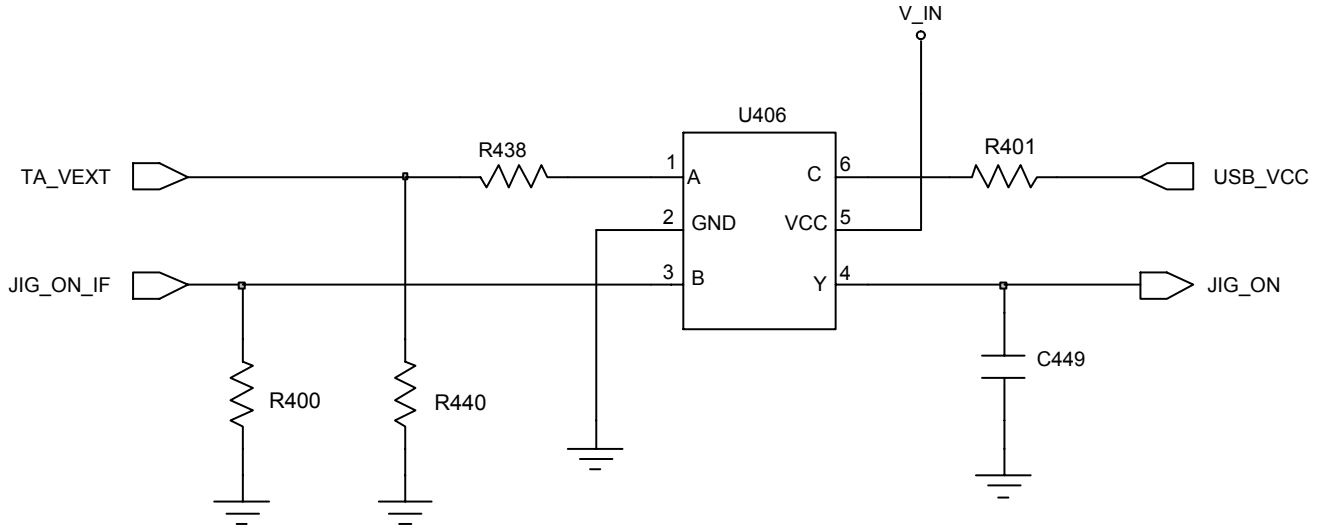 V_IN
U406
R438
R401
TA_VEXT
1
A
C
6
USB_VCC
2
GND
VCC
5
JIG_ON_IF
3
B
Y
4
JIG_ON
C449
R400
R440